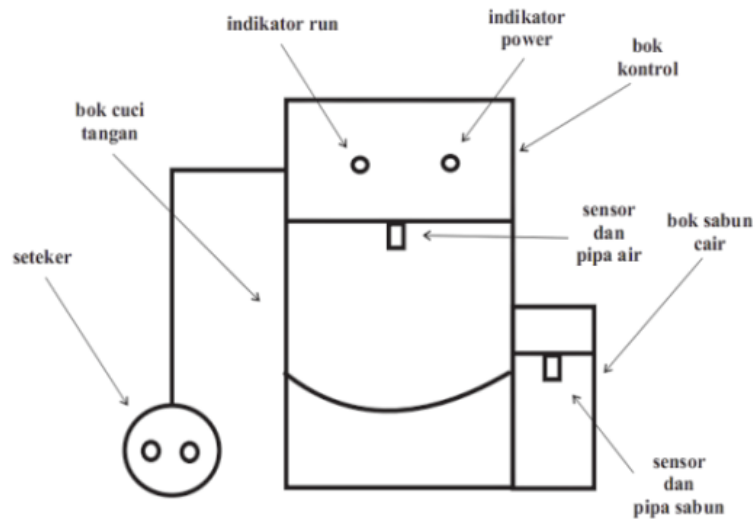 indikator run
indikator
power
bok
kontrol
bok cuci
tangan
sensor
dan
pipa air
bok sabun
cair
seteker
sensor
dan
pipa sabun